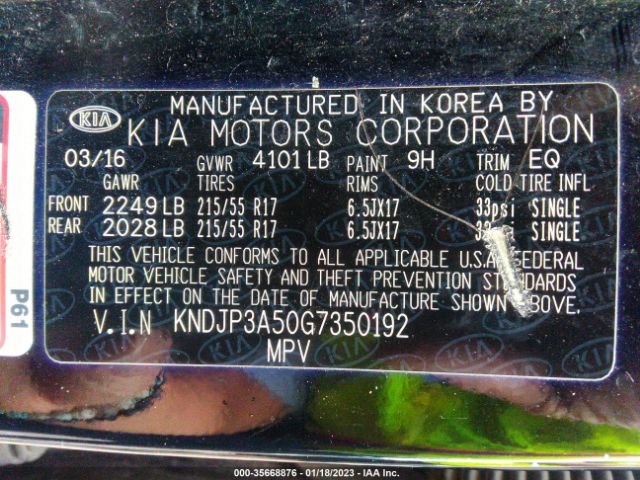 MANUFACTURED IN KOREA BY
KIA KIA MOTORS CORPORATION
03/16 GVWR 4101 LB PAINT 9H TRIM EQ
GAWR TIRES RIMS COLD TIRE INFL
FRONT 2249 LB 215/55 R17 6.5JX17 33psi SINGLE
REAR 2028 LB 215/55 R17 6.5JX17 SINGLE
THIS VEHICLE CONFORMS TO ALL APPLICABLE U.S.A. FEDERAL
MOTOR VEHICLE SAFETY AND THEFT PREVENTION STANDARDS
IN EFFECT ON THE DATE OF MANUFACTURE SHOWN ABOVE.
V.I.N KNDJP3A50G7350192
MPV
P61
000-35668876 / 01/18/2023 - IAA Inc.